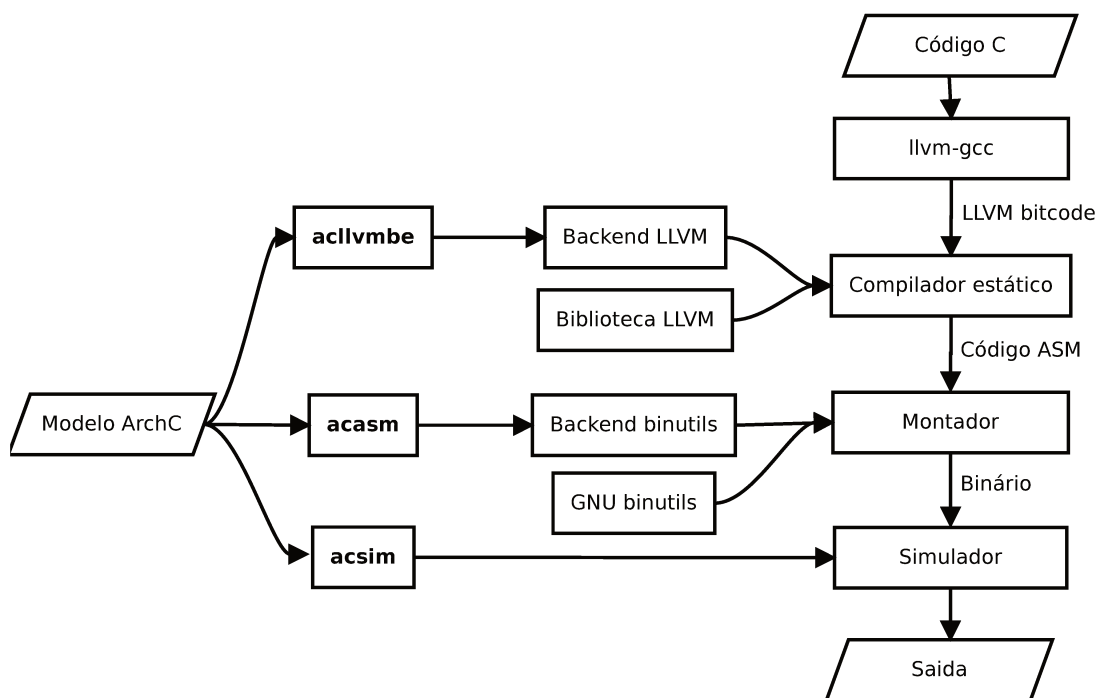 Código C
llvm-gcc
LLVM bitcode
acllvmbe
Backend LLVM
Compilador estático
Biblioteca LLVM
Código ASM
Modelo ArchC
acasm
Backend binutils
Montador
GNU binutils
Binário
acsim
Simulador
Saida